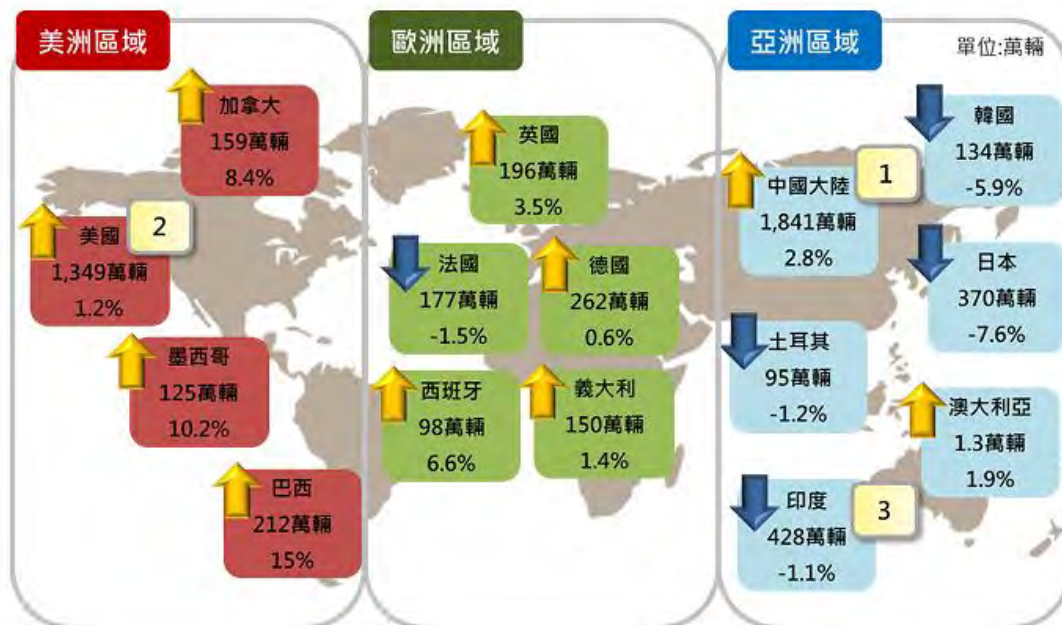 美洲區域
加拿大
159萬輛
8.4%
美國
2
1,349萬輛
1.2%
墨西哥
125萬輛
10.2%
巴西
212萬輛
15%
歐洲區域
英國
196萬輛
3.5%
法國
177萬輛
-1.5%
德國
262萬輛
0.6%
西班牙
98萬輛
6.6%
義大利
150萬輛
1.4%
亞洲區域
單位:萬輛
韓國
134萬輛
-5.9%
中國大陸
1
1,841萬輛
2.8%
日本
370萬輛
-7.6%
土耳其
95萬輛
-1.2%
澳大利亞
1.3萬輛
1.9%
印度
3
428萬輛
-1.1%